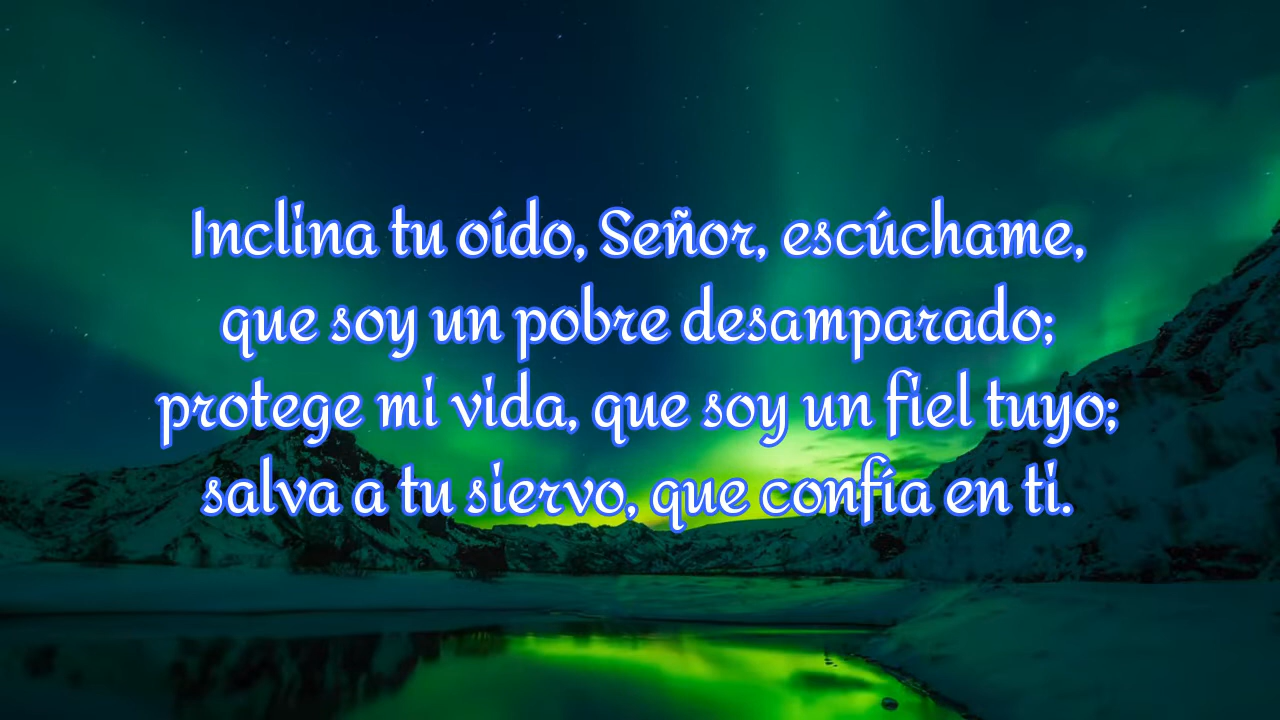 Inclina tu oído, Señor, escúchame,
que soy un pobre desamparado;
protege mi vida, que soy un fiel tuyo;
salva a tu siervo, que confía en ti.